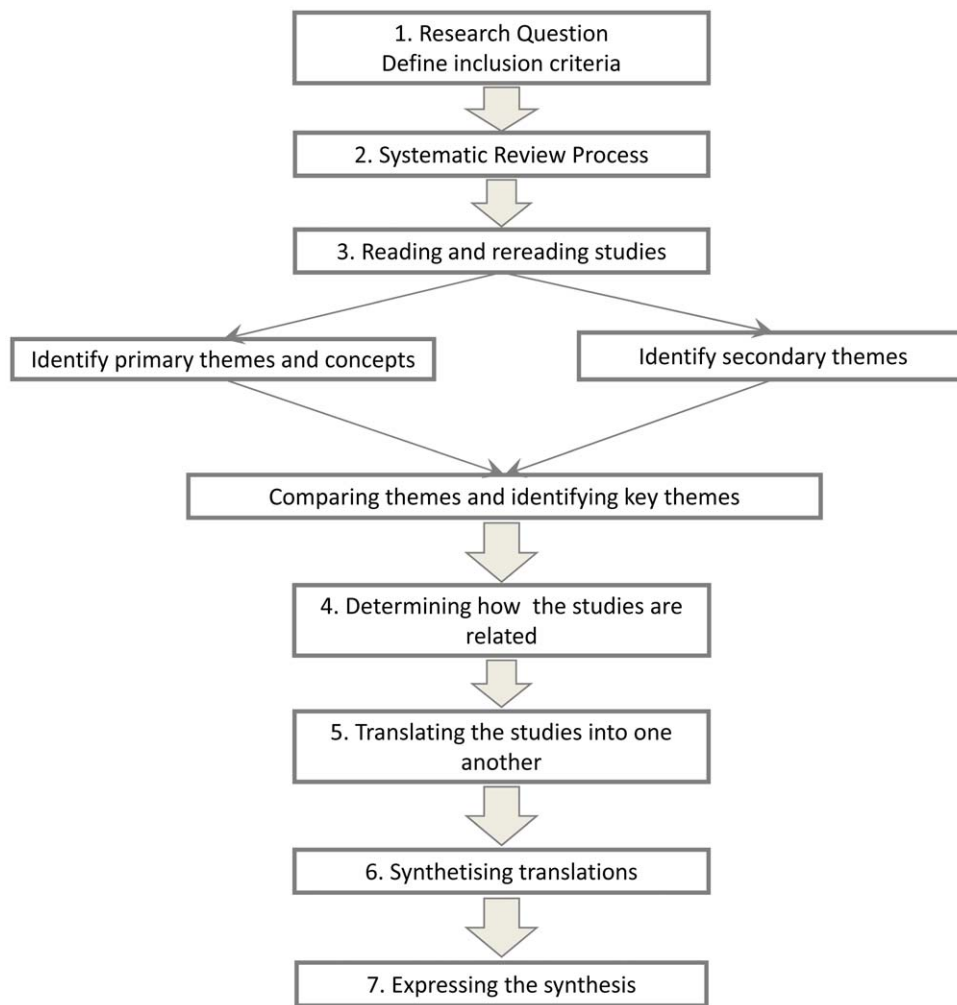 1. Research Question
Define inclusion criteria
2. Systematic Review Process
3. Reading and rereading studies
Identify primary themes and concepts
Identify secondary themes
Comparing themes and identifying key themes
4. Determining how  the studies are
related
5. Translating the studies into one
another
6. Synthetising translations
7. Expressing the synthesis